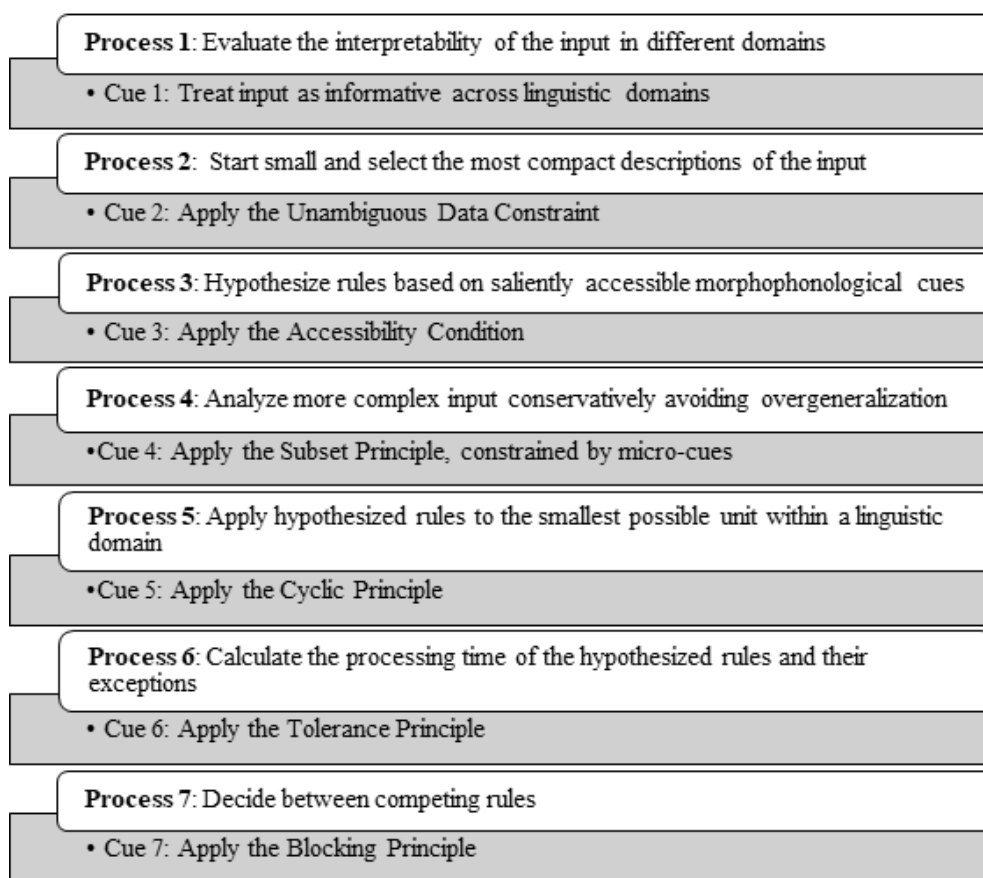 Process 1: Evaluate the interpretability of the input in different domains
• Cue 1: Treat input as informative across linguistic domains
Process 2: Start small and select the most compact descriptions of the input
• Cue 2: Apply the Unambiguous Data Constraint
Process 3: Hypothesize rules based on saliently accessible morphophonological cues
• Cue 3: Apply the Accessibility Condition
Process 4: Analyze more complex input conservatively avoiding overgeneralization
•Cue 4: Apply the Subset Principle, constrained by micro-cues
Process 5: Apply hypothesized rules to the smallest possible unit within a linguistic
domain
•Cue 5: Apply the Cyclic Principle
Process 6: Calculate the processing time of the hypothesized rules and their
exceptions
• Cue 6: Apply the Tolerance Principle
Process 7: Decide between competing rules
• Cue 7: Apply the Blocking Principle